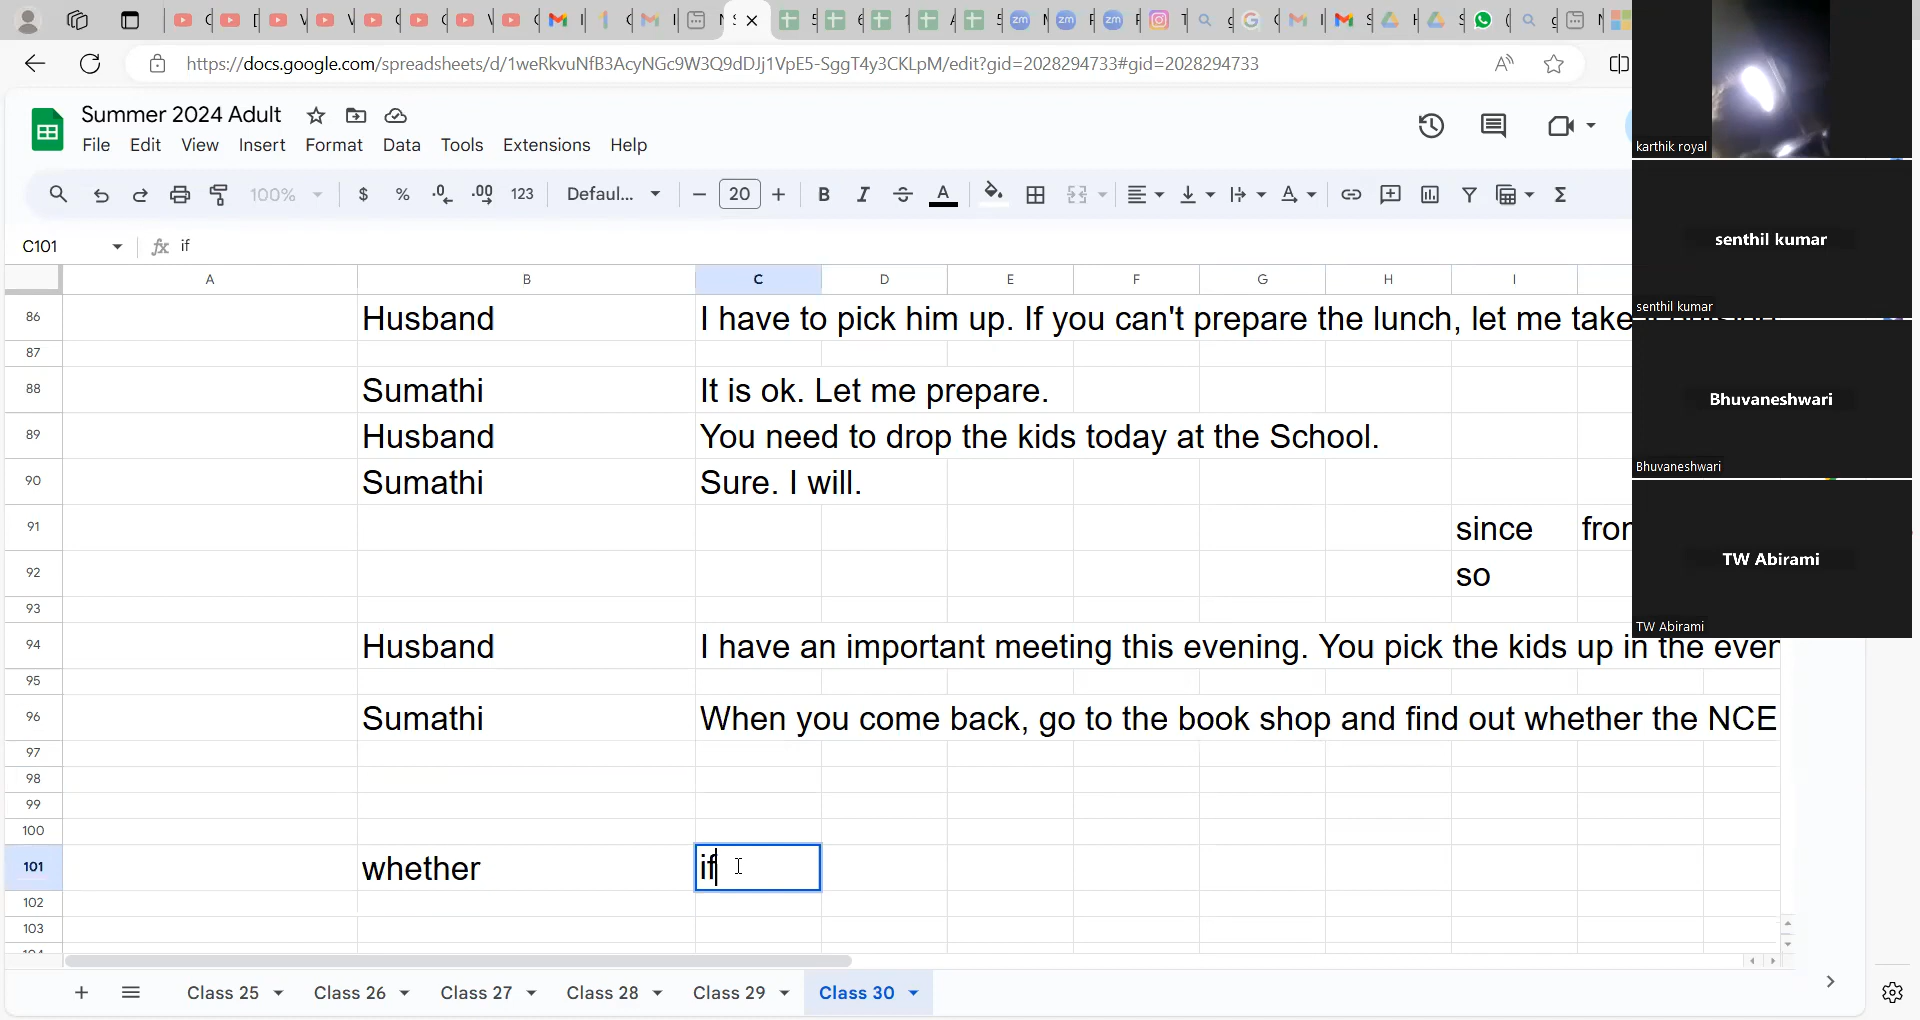 https://docs.google.com/spreadsheets/d/1weRkvuNfB3AcyNGc9W3Q9dDJj1VpE5-SggT4y3CKLpM/edit?gid=2028294733#gid=2028294733
Summer 2024 Adult
File Edit View Insert Format Data Tools Extensions Help
100% $ % .0 .00 123 Defaul... 20
C101 fx if
A B C D E F G H I
86 Husband I have to pick him up. If you can't prepare the lunch, let me take
87
88 Sumathi It is ok. Let me prepare.
89 Husband You need to drop the kids today at the School.
90 Sumathi Sure. I will.
91 since
92 so
93
94 Husband I have an important meeting this evening. You pick the kids up in the
95
96 Sumathi When you come back, go to the book shop and find out whether the NCE
97
98
99
100
101 whether if
102
103
Class 25 Class 26 Class 27 Class 28 Class 29 Class 30
karthik royal
senthil kumar
senthil kumar
Bhuvaneshwari
Bhuvaneshwari
TW Abirami
TW Abirami